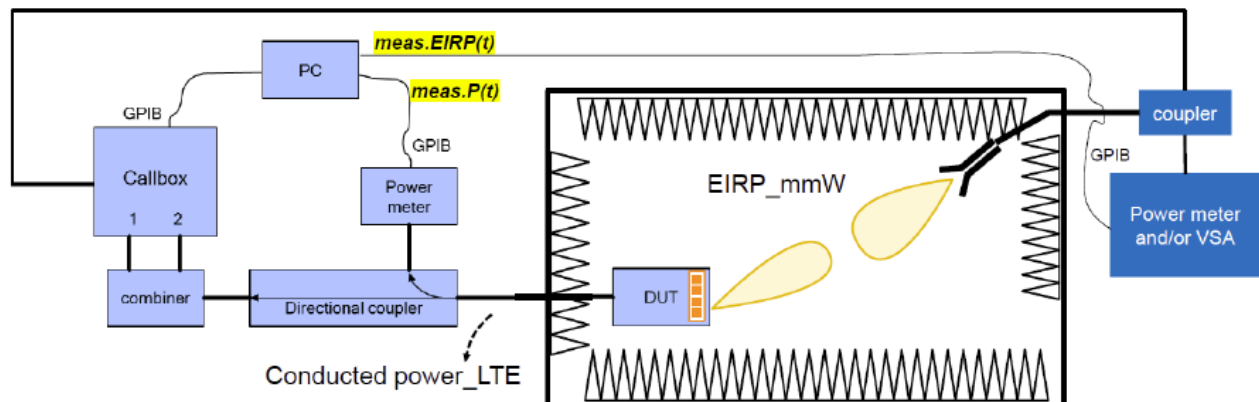 meas.EIRP(t)
PC
meas.P(t)
GPIB
GPIB
coupler
Callbox
1 2
Power
meter
EIRP_mmW
GPIB
Power meter
and/or VSA
combiner
Directional coupler
DUT
Conducted power_LTE